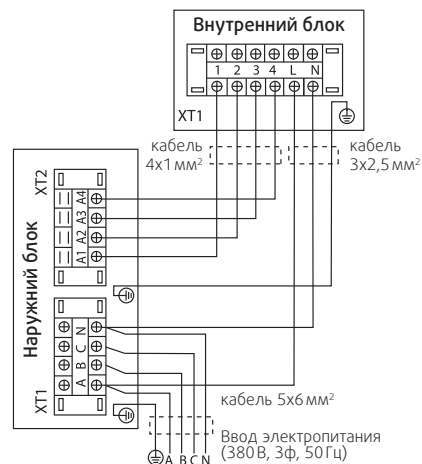 Внутренний блок
1 2 3 4 L N
XT1
кабель
4x1 мм²
кабель
3x2,5 мм²
Наружний блок
XT2
A4
A3
A2
A1
N
C
B
A
XT1
кабель 5x6 мм²
Ввод электропитания
(380 В, 3ф, 50 Гц)
A B C N